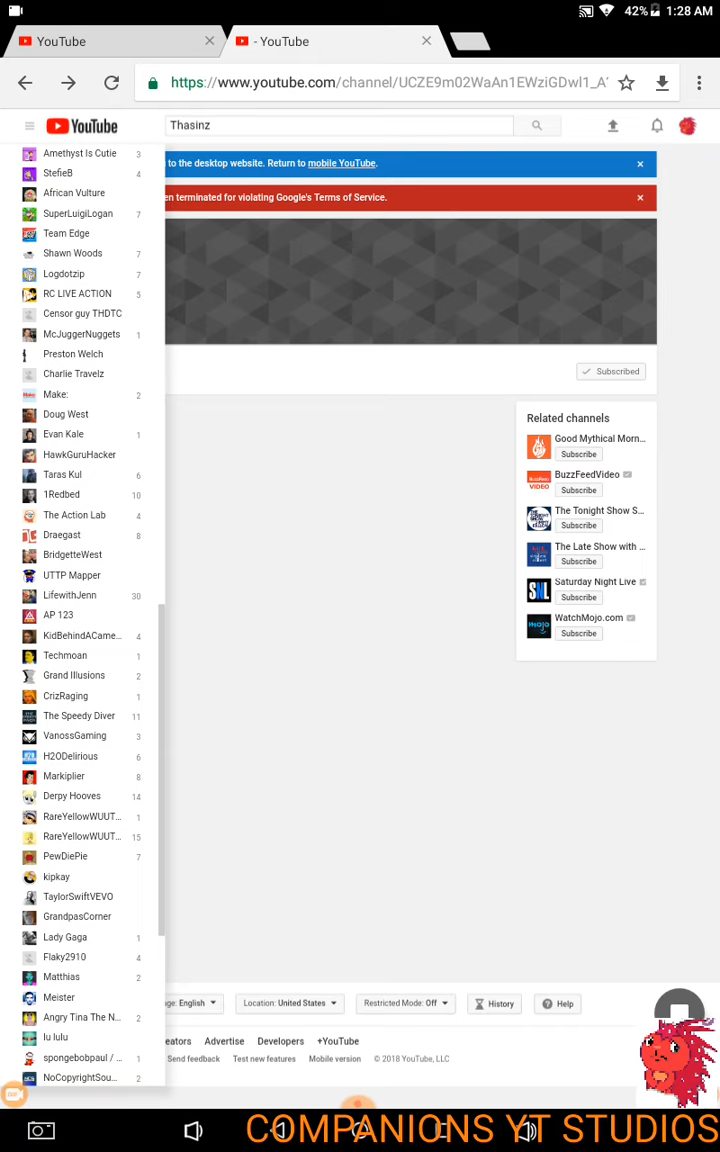 42% 1:28 AM
YouTube
- YouTube
https://www.youtube.com/channel/UCZE9m02WaAn1EWziGDwl1_A
YouTube
Thasinz
to the desktop website. Return to mobile YouTube.
en terminated for violating Google's Terms of Service.
Subscribed
Amethyst Is Cutie 3
StefieB 4
African Vulture
SuperLuigiLogan 7
Team Edge
Shawn Woods 7
Logdotzip 7
RC LIVE ACTION 5
Censor guy THDTC
McJuggerNuggets 1
Preston Welch
Charlie Travelz
Make: 2
Doug West
Evan Kale 1
HawkGuruHacker
Taras Kul 6
1Redbed 10
The Action Lab 4
Draegast 8
BridgetteWest
UTTP Mapper
LifewithJenn 30
AP 123
KidBehindACame... 4
Techmoan 1
Grand Illusions 2
CrizRaging 1
The Speedy Diver 11
VanossGaming 3
H2ODelirious 6
Markiplier 8
Derpy Hooves 14
RareYellowWUUT... 1
RareYellowWUUT... 15
PewDiePie 7
kipkay
TaylorSwiftVEVO
GrandpasCorner
Lady Gaga 1
Flaky2910 4
Matthias 2
Meister
Angry Tina The N... 2
lu lulu
spongebobpaul / ... 1
NoCopyrightSou... 2
Related channels
Good Mythical Morn...
Subscribe
BuzzFeedVideo
Subscribe
The Tonight Show S...
Subscribe
The Late Show with ...
Subscribe
Saturday Night Live
Subscribe
WatchMojo.com
Subscribe
ge: English Location: United States Restricted Mode: Off History Help
eators Advertise Developers +YouTube
Send feedback Test new features Mobile version © 2018 YouTube, LLC
COMPANIONS YT STUDIOS